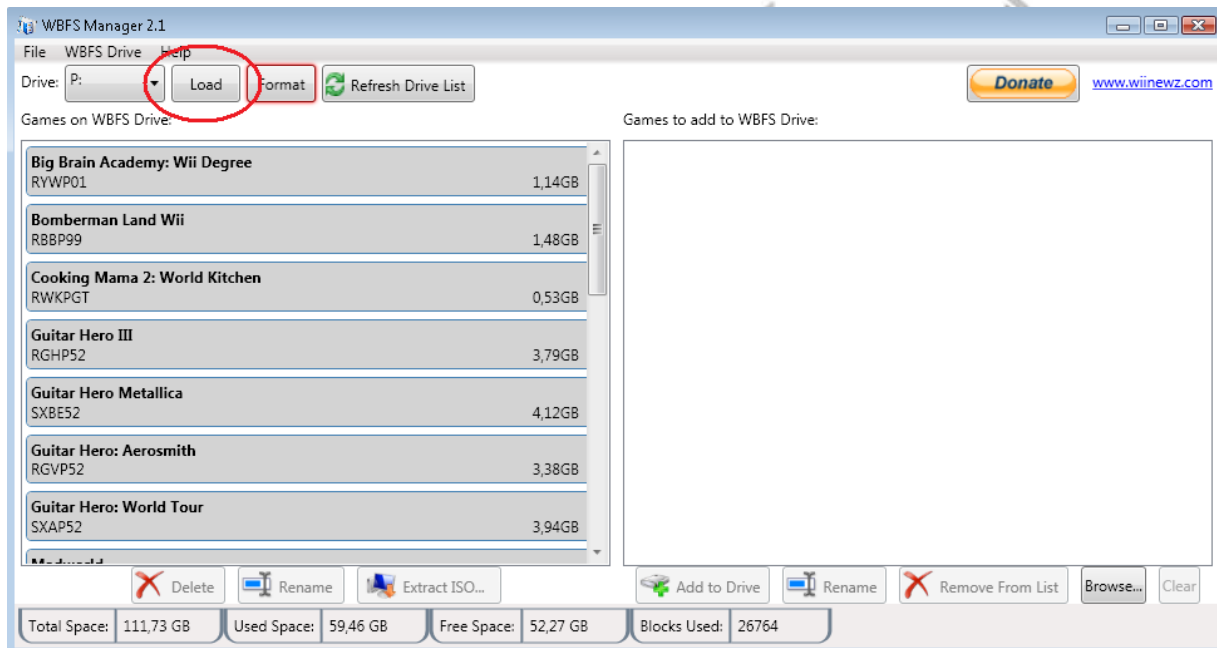 WBFS Manager 2.1
File WBFS Drive Help
Drive: P: Load Format Refresh Drive List Donate www.wiinewz.com
Games on WBFS Drive: Games to add to WBFS Drive:
Big Brain Academy: Wii Degree
RYWP01 1,14GB
Bomberman Land Wii
RBBP99 1,48GB
Cooking Mama 2: World Kitchen
RWKPGT 0,53GB
Guitar Hero III
RGHP52 3,79GB
Guitar Hero Metallica
SXBE52 4,12GB
Guitar Hero: Aerosmith
RGVP52 3,38GB
Guitar Hero: World Tour
SXAP52 3,94GB
Delete Rename Extract ISO... Add to Drive Rename Remove From List Browse... Clear
Total Space: 111,73 GB Used Space: 59,46 GB Free Space: 52,27 GB Blocks Used: 26764